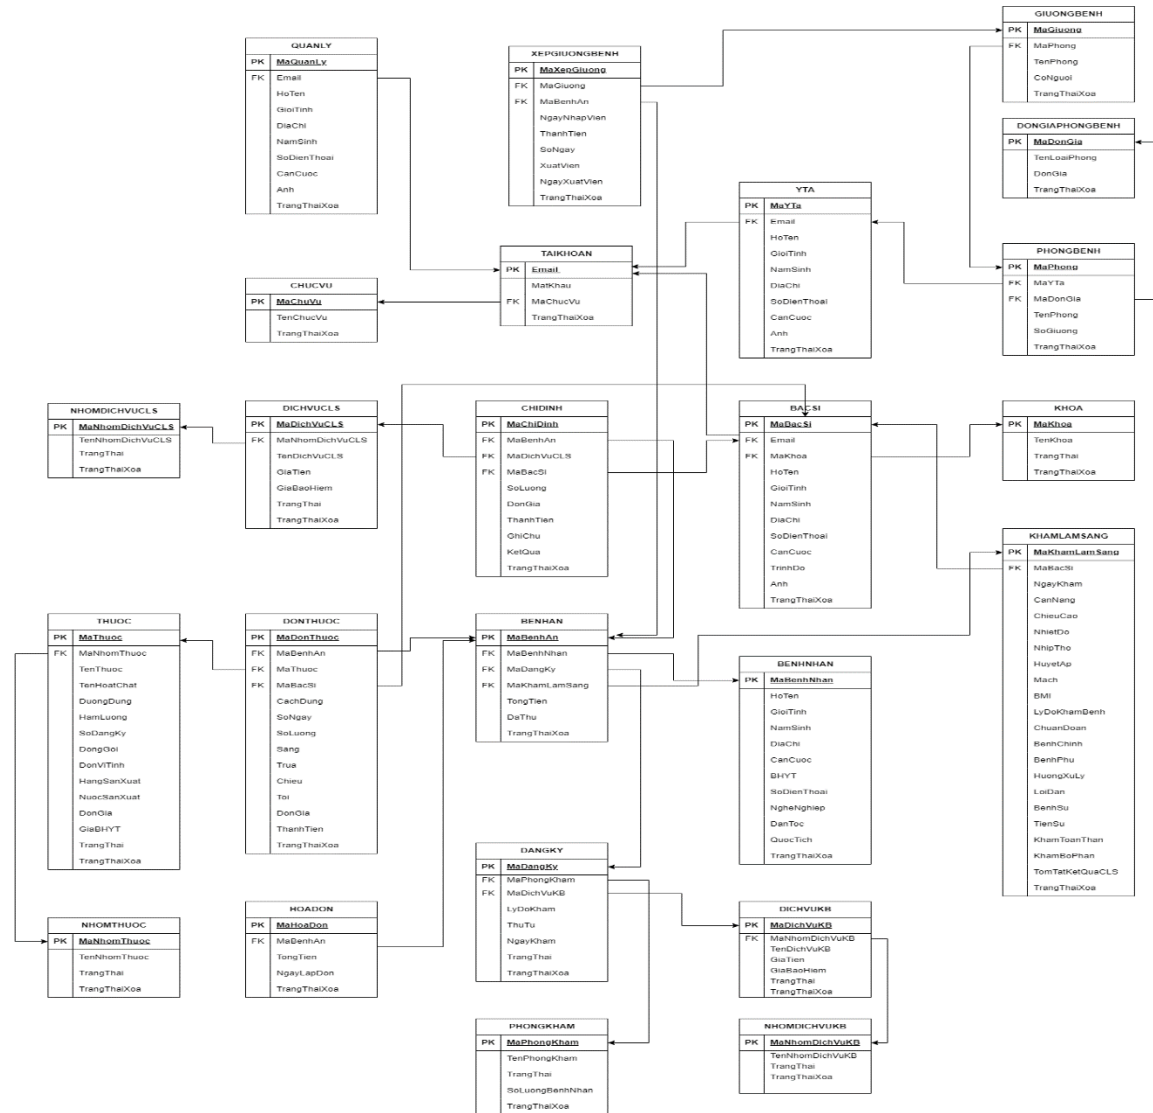 GIUONGBENH
PK MaGiuong
FK MaPhong
TenPhong
CoNguoi
TrangThaiXoa
QUANLY
PK MaQuanLy
FK Email
HoTen
GioiTinh
DiaChi
NamSinh
SoDienThoai
CanCuoc
Anh
TrangThaiXoa
XEPGIUONGBENH
PK MaXepGiuong
FK MaGiuong
FK MaBenhAn
NgayNhapVien
ThanhTien
SoNgay
XuatVien
NgayXuatVien
TrangThaiXoa
DONGIAPHONGBENH
PK MaDonGia
TenLoaiPhong
DonGia
TrangThaiXoa
YTA
PK MaYTa
FK Email
HoTen
GioiTinh
NamSinh
DiaChi
SoDienThoai
CanCuoc
Anh
TrangThaiXoa
TAIKHOAN
PK Email
MatKhau
FK MaChucVu
TrangThaiXoa
PHONGBENH
PK MaPhong
FK MaYTa
FK MaDonGia
TenPhong
SoGiuong
TrangThaiXoa
CHUCVU
PK MaChuVu
TenChucVu
TrangThaiXoa
NHOMDICHVUCLS
PK MaNhomDichVuCLS
TenNhomDichVuCLS
TrangThai
TrangThaiXoa
DICHVUCLS
PK MaDichVuCLS
FK MaNhomDichVuCLS
TenDichVuCLS
GiaTien
GiaBaoHiem
TrangThai
TrangThaiXoa
CHIDINH
PK MaChiDinh
FK MaBenhAn
FK MaDichVuCLS
FK MaBacSi
SoLuong
DonGia
ThanhTien
GhiChu
KetQua
TrangThaiXoa
BACSI
PK MaBacSi
FK Email
FK MaKhoa
HoTen
GioiTinh
NamSinh
DiaChi
SoDienThoai
CanCuoc
TrinhDo
Anh
TrangThaiXoa
KHOA
PK MaKhoa
TenKhoa
TrangThai
TrangThaiXoa
KHAMLAMSANG
PK MaKhamLamSang
FK MaBacSi
NgayKham
CanNang
ChieuCao
NhietDo
NhipTho
HuyetAp
Mach
BMI
LyDoKhamBenh
ChuanDoan
BenhChinh
BenhPhu
HuongXuLy
LoiDan
BenhSu
TienSu
KhamToanThan
KhamBoPhan
TomTatKetQuaCLS
TrangThaiXoa
THUOC
PK MaThuoc
FK MaNhomThuoc
TenThuoc
TenHoatChat
DuongDung
HamLuong
SoDangKy
DongGoi
DonViTinh
HangSanXuat
NuocSanXuat
DonGia
GiaBHYT
TrangThai
TrangThaiXoa
DONTHUOC
PK MaDonThuoc
FK MaBenhAn
FK MaThuoc
FK MaBacSi
CachDung
SoNgay
SoLuong
Sang
Trua
Chieu
Toi
DonGia
ThanhTien
TrangThaiXoa
BENHAN
PK MaBenhAn
FK MaBenhNhan
FK MaDangKy
FK MaKhamLamSang
TongTien
DaThu
TrangThaiXoa
BENHNHAN
PK MaBenhNhan
HoTen
GioiTinh
NamSinh
DiaChi
CanCuoc
BHYT
SoDienThoai
NgheNghiep
DanToc
QuocTich
TrangThaiXoa
DANGKY
PK MaDangKy
FK MaPhongKham
FK MaDichVuKB
LyDoKham
ThuTu
NgayKham
TrangThai
TrangThaiXoa
NHOMTHUOC
PK MaNhomThuoc
TenNhomThuoc
TrangThai
TrangThaiXoa
HOADON
PK MaHoaDon
FK MaBenhAn
TongTien
NgayLapDon
TrangThaiXoa
DICHVUKB
PK MaDichVuKB
FK MaNhomDichVuKB
TenDichVuKB
GiaTien
GiaBaoHiem
TrangThai
TrangThaiXoa
PHONGKHAM
PK MaPhongKham
TenPhongKham
TrangThai
SoLuongBenhNhan
TrangThaiXoa
NHOMDICHVUKB
PK MaNhomDichVuKB
TenNhomDichVuKB
TrangThai
TrangThaiXoa